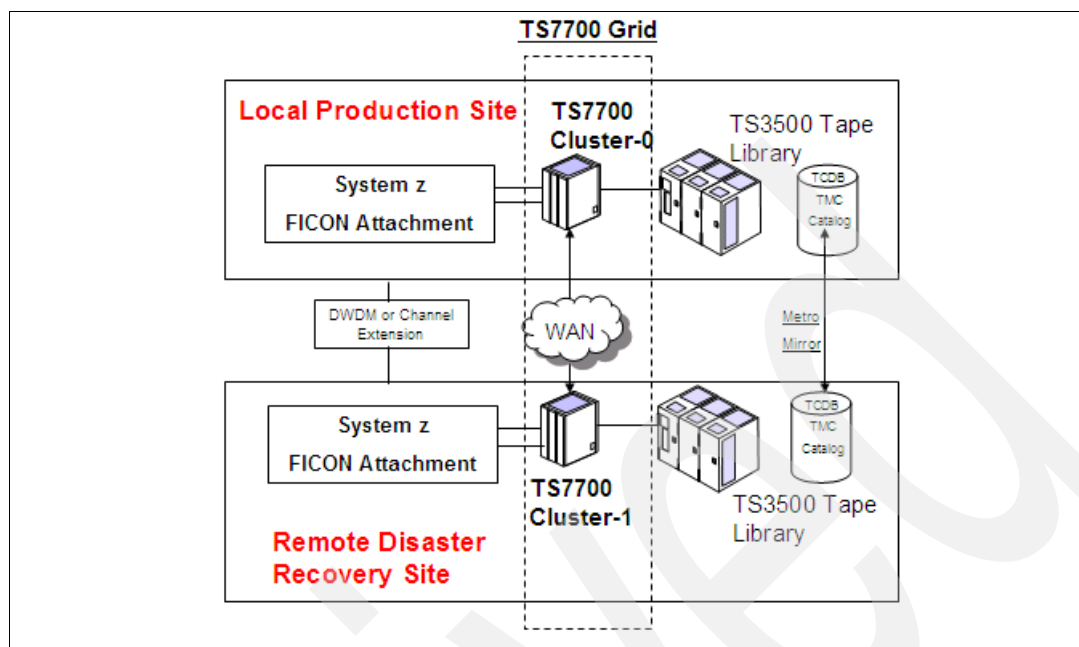 TS7700 Grid
Local Production Site
TS7700
Cluster-0
TS3500 Tape
Library
System z
FICON Attachment
TCDB
TMC
Catalog
DWDM or Channel
Extension
WAN
Metro
Mirror
System z
FICON Attachment
TS7700
Cluster-1
TCDB
TMC
Catalog
TS3500 Tape
Library
Remote Disaster
Recovery Site